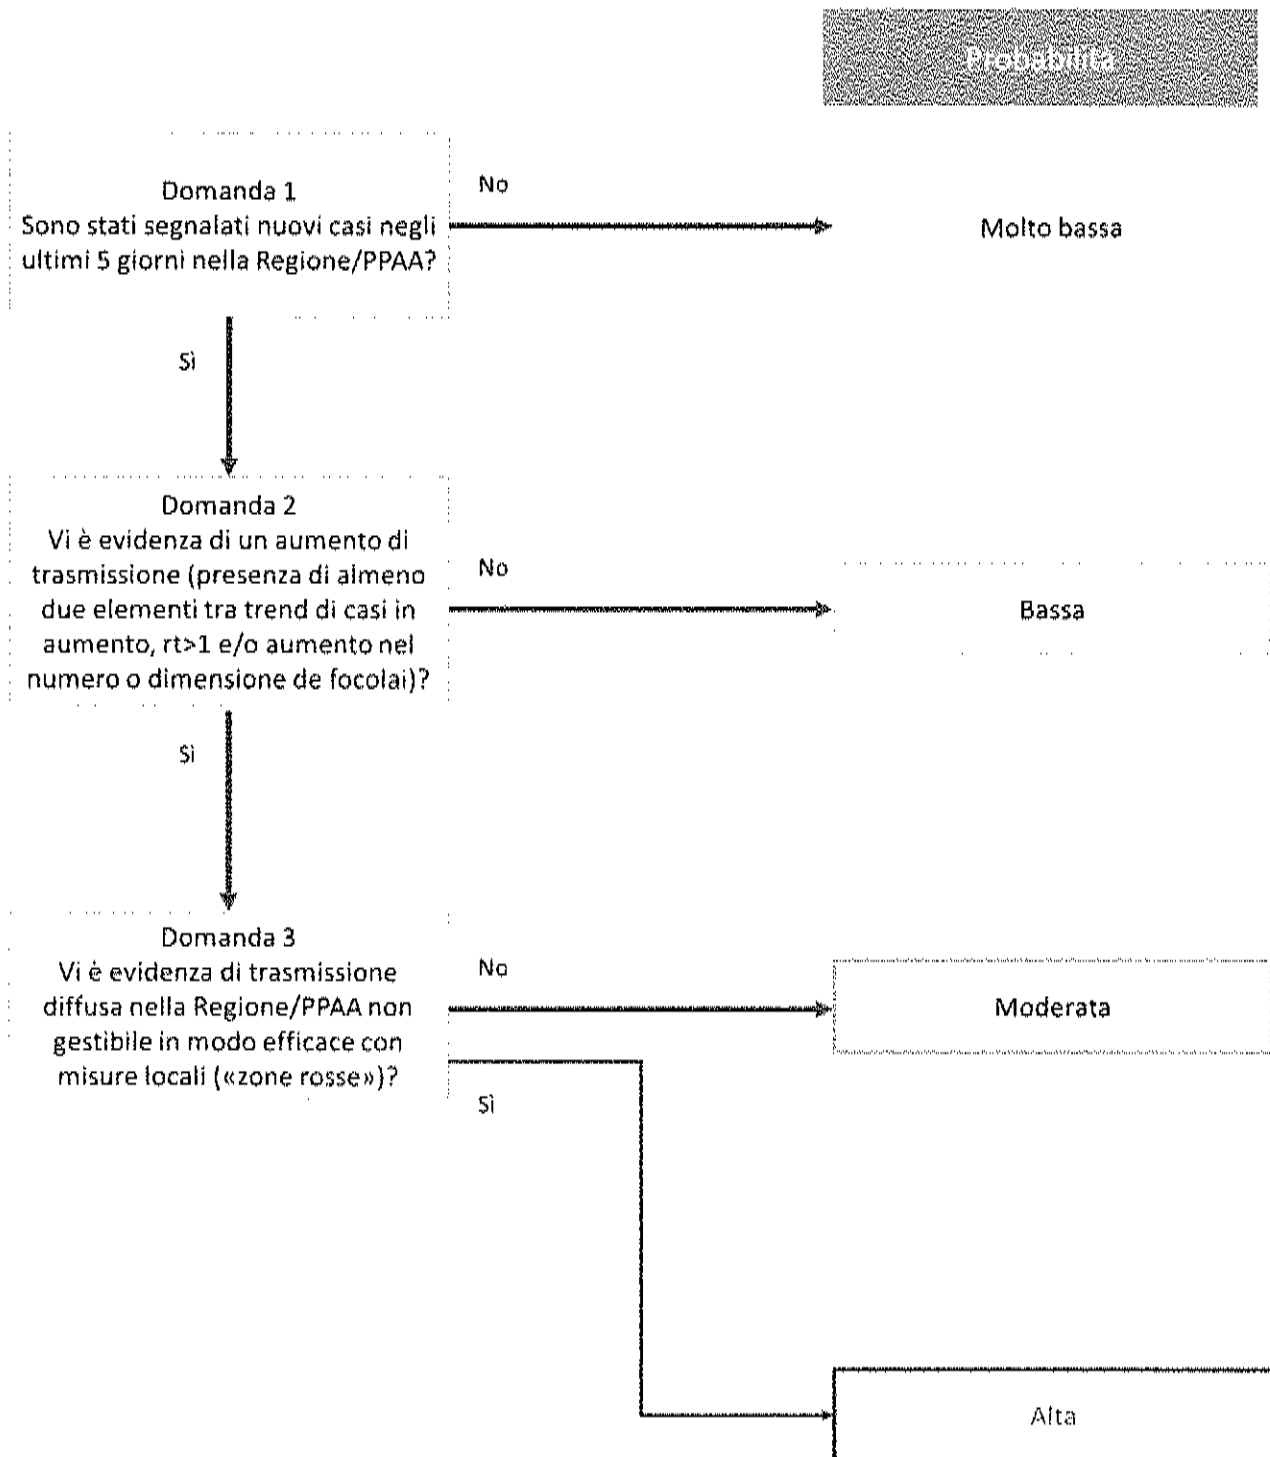 Probabilità
Domanda 1
Sono stati segnalati nuovi casi negli
ultimi 5 giorni nella Regione/PPAA?
No
Molto bassa
Sì
Domanda 2
Vi è evidenza di un aumento di
trasmissione (presenza di almeno
due elementi tra trend di casi in
aumento, rt>1 e/o aumento nel
numero o dimensione de focolai)?
No
Bassa
Sì
Domanda 3
Vi è evidenza di trasmissione
diffusa nella Regione/PPAA non
gestibile in modo efficace con
misure locali («zone rosse»)?
No
Moderata
Sì
Alta